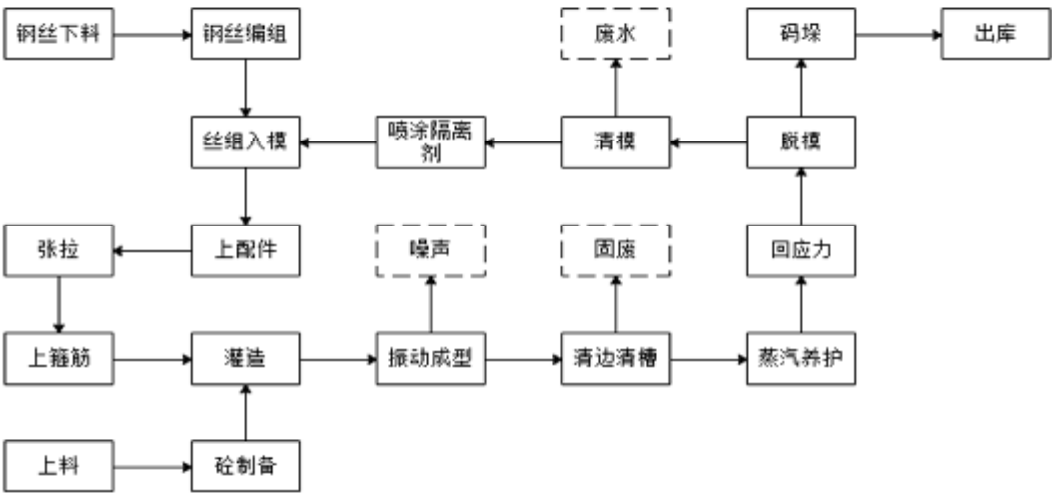 钢丝下料
钢丝编组
废水
码垛
出库
丝组入模
喷涂隔离
剂
清模
脱模
张拉
上配件
噪声
固废
回应力
上箍筋
灌造
振动成型
清边清槽
蒸汽养护
上料
砼制备